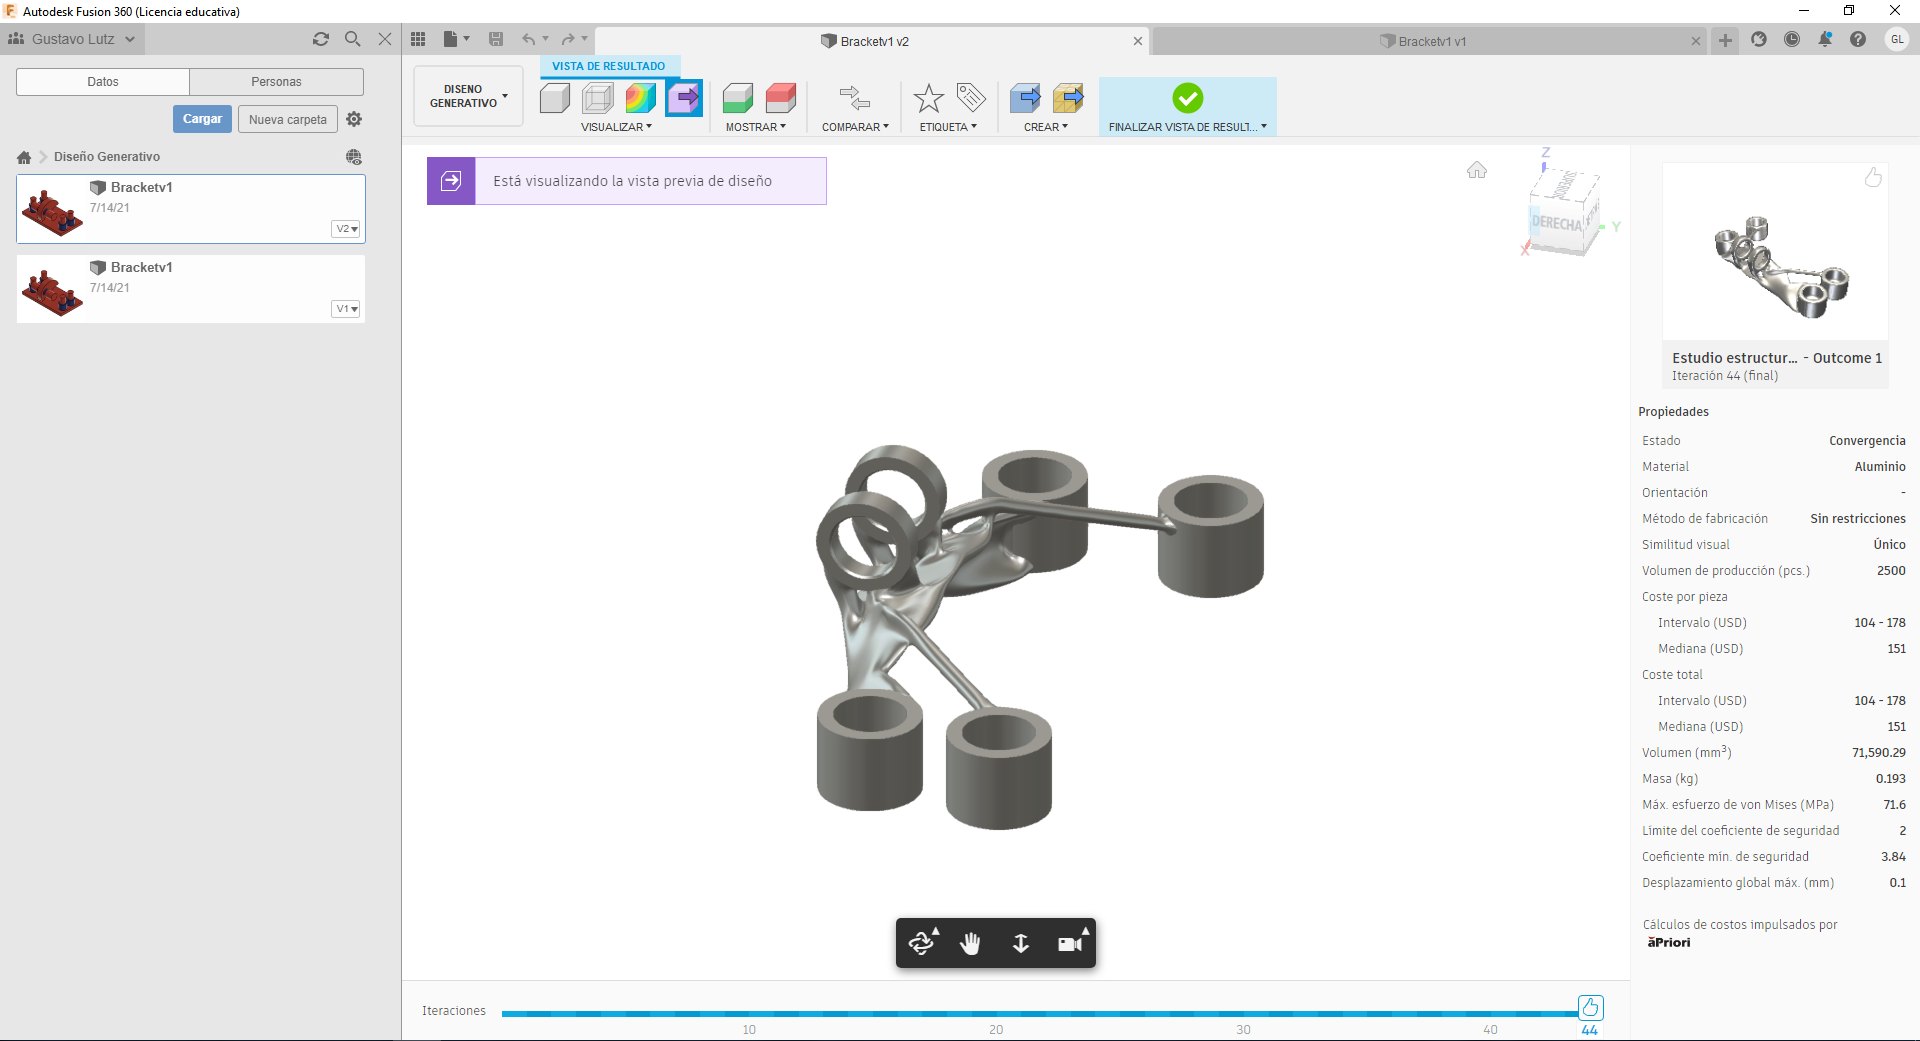 Autodesk Fusion 360 (Licencia educativa)
Gustavo Lutz
Bracketv1 v2
Bracketv1 v1
GL
Datos
Personas
Cargar
Nueva carpeta
Diseño Generativo
Bracketv1
7/14/21
V2
Bracketv1
7/14/21
V1
DISENO
GENERATIVO
VISTA DE RESULTADO
VISUALIZAR
MOSTRAR
COMPARAR
ETIQUETA
CREAR
FINALIZAR VISTA DE RESULT...
Está visualizando la vista previa de diseño
Z
SUPERIOR
DERECHA
Y
X
Estudio estructur... - Outcome 1
Iteración 44 (final)
Propiedades
Estado Convergencia
Material Aluminio
Orientación -
Método de fabricación Sin restricciones
Similitud visual Único
Volumen de producción (pcs.) 2500
Coste por pieza
Intervalo (USD) 104 - 178
Mediana (USD) 151
Coste total
Intervalo (USD) 104 - 178
Mediana (USD) 151
Volumen (mm³) 71,590.29
Masa (kg) 0.193
Máx. esfuerzo de von Mises (MPa) 71.6
Límite del coeficiente de seguridad 2
Coeficiente mín. de seguridad 3.84
Desplazamiento global máx. (mm) 0.1
Cálculos de costos impulsados por
aPriori
Iteraciones
10 20 30 40 44